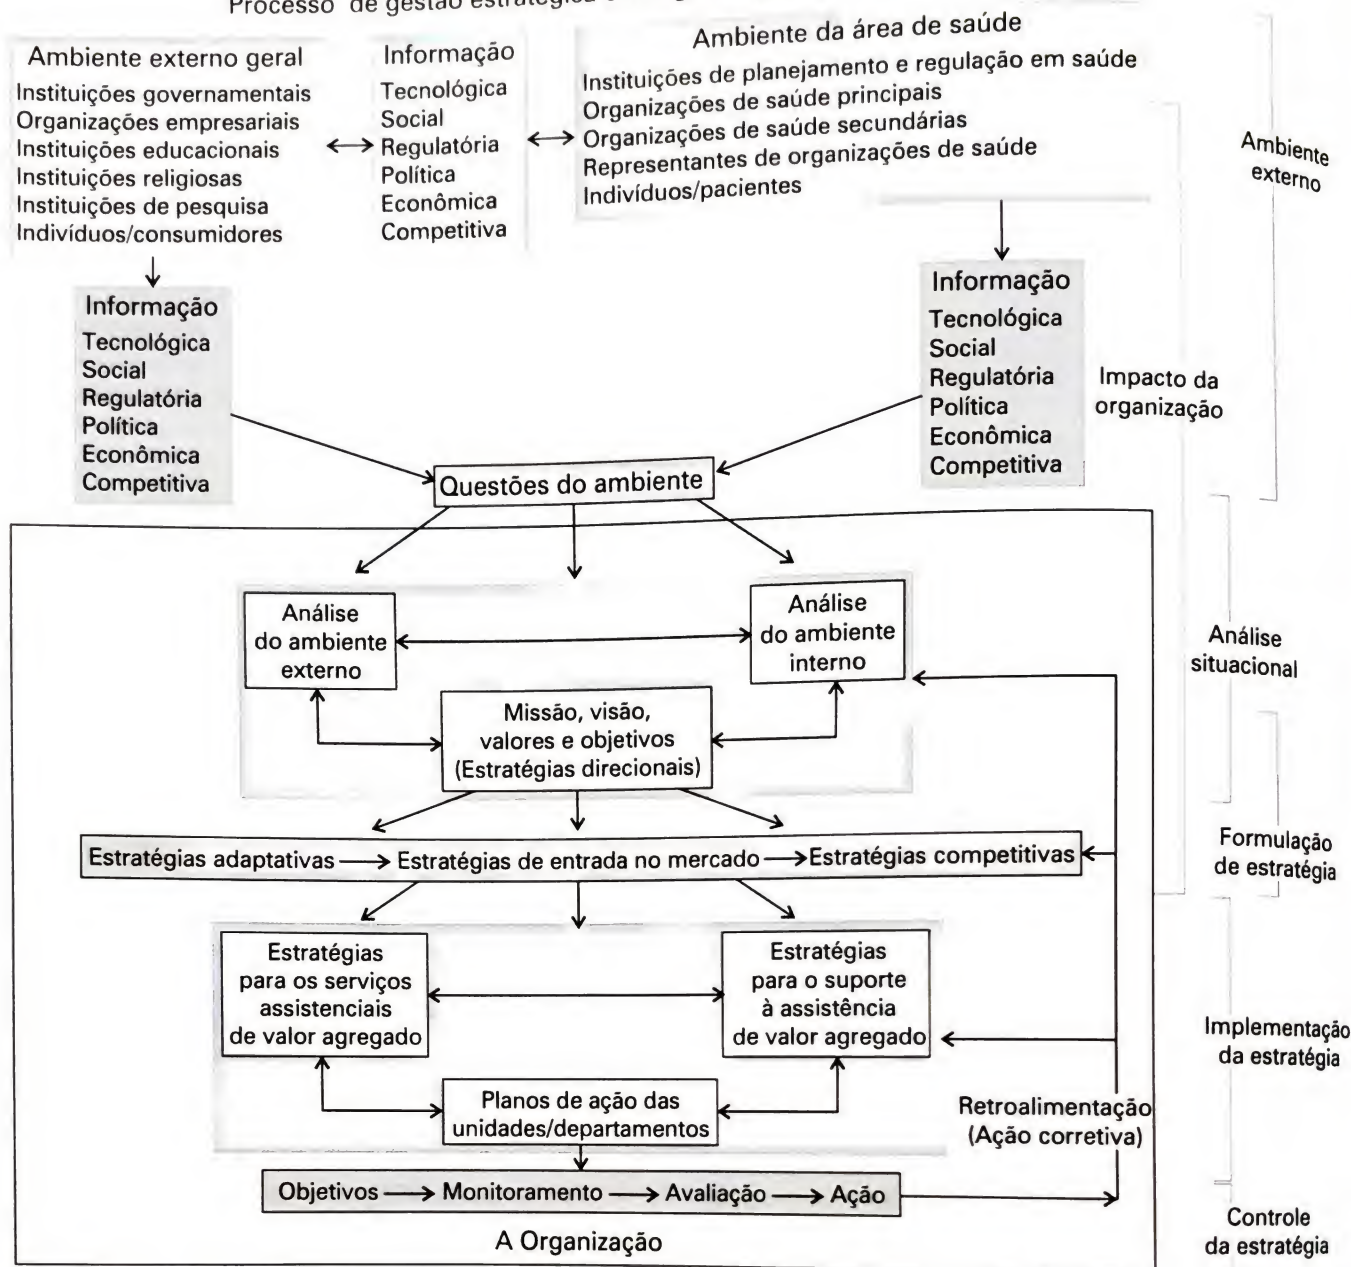 Processo de gestão estratégica
Ambiente externo geral
Instituições governamentais
Organizações empresariais
Instituições educacionais
Instituições religiosas
Instituições de pesquisa
Indivíduos/consumidores
Informação
Tecnológica
Social
Regulatória
Política
Econômica
Competitiva
Ambiente da área de saúde
Instituições de planejamento e regulação em saúde
Organizações de saúde principais
Organizações de saúde secundárias
Representantes de organizações de saúde
Indivíduos/pacientes
Ambiente
externo
Informação
Tecnológica
Social
Regulatória
Política
Econômica
Competitiva
Informação
Tecnológica
Social
Regulatória
Política
Econômica
Competitiva
Impacto da
organização
Questões do ambiente
Análise
do ambiente
externo
Análise
do ambiente
interno
Análise
situacional
Missão, visão,
valores e objetivos
(Estratégias direcionais)
Estratégias adaptativas Estratégias de entrada no mercado Estratégias competitivas
Formulação
de estratégia
Estratégias
para os serviços
assistenciais
de valor agregado
Estratégias
para o suporte
à assistência
de valor agregado
Implementação
da estratégia
Planos de ação das
unidades/departamentos
Retroalimentação
(Ação corretiva)
Objetivos Monitoramento Avaliação Ação
A Organização
Controle
da estratégia